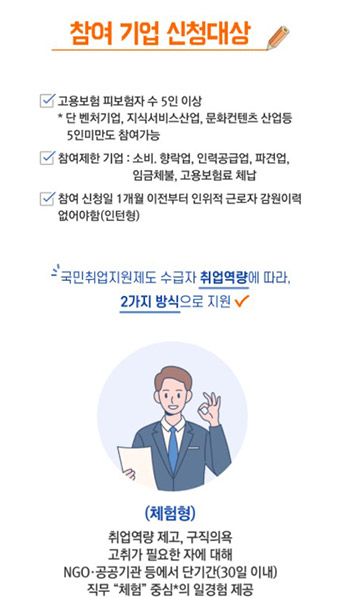 참여 기업 신청대상
고용보험 피보험자 수 5인 이상
* 단 벤처기업, 지식서비스산업, 문화컨텐츠 산업등
5인미만도 참여가능
참여제한 기업 : 소비. 향락업, 인력공급업, 파견업,
임금체불, 고용보험료 체납
참여 신청일 1개월 이전부터 인위적 근로자 감원이력
없어야함(인턴형)
국민취업지원제도 수급자 취업역량에 따라,
2가지 방식으로 지원
(체험형)
취업역량 제고, 구직의욕
고취가 필요한 자에 대해
NGO·공공기관 등에서 단기간(30일 이내)
직무 “체험” 중심*의 일경험 제공